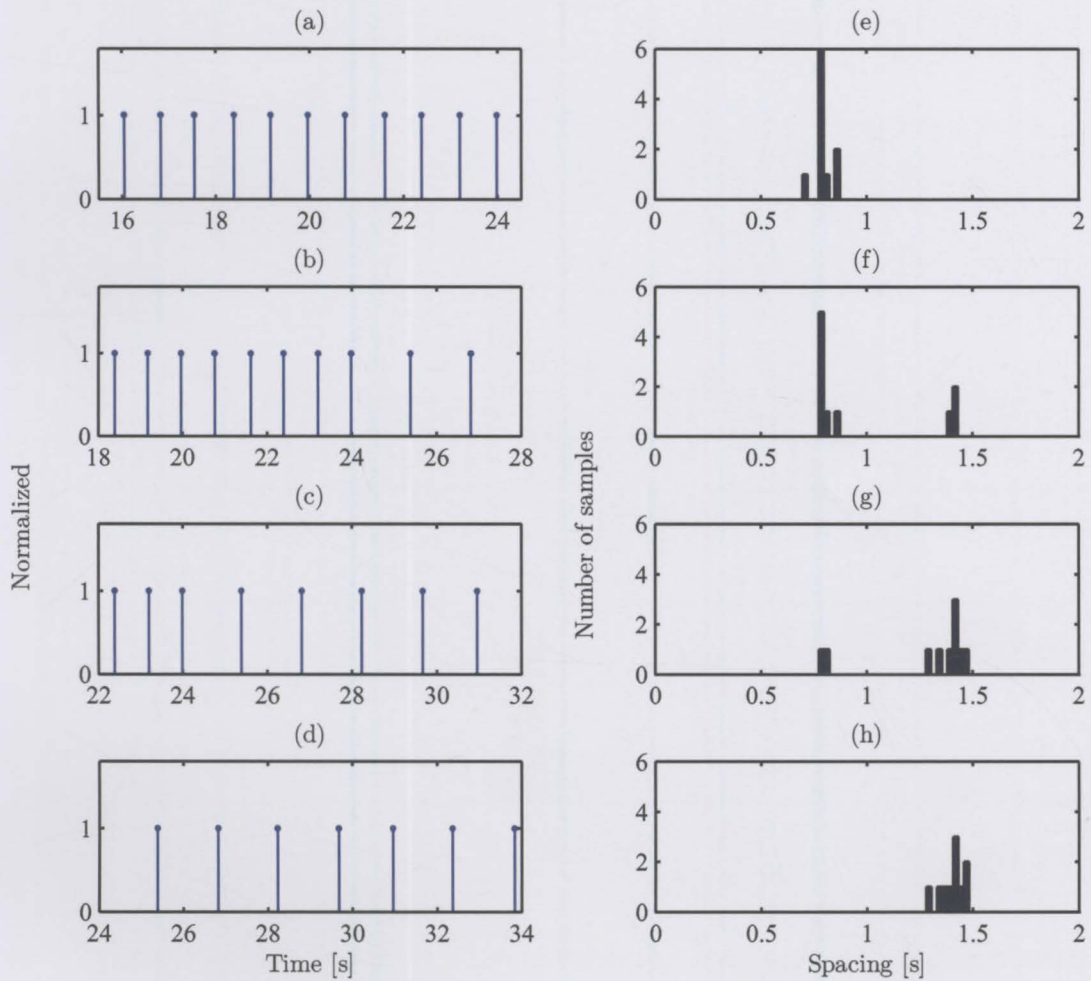 (a)
1
0
16 18 20 22 24
(b)
1
0
18 20 22 24 26 28
(c)
1
0
22 24 26 28 30 32
(d)
1
0
24 26 28 30 32 34
Time [s]
Normalized
(e)
6
4
2
0
0 0.5 1 1.5 2
(f)
6
4
2
0
0 0.5 1 1.5 2
(g)
6
4
2
0
0 0.5 1 1.5 2
(h)
6
4
2
0
0 0.5 1 1.5 2
Spacing [s]
Number of samples